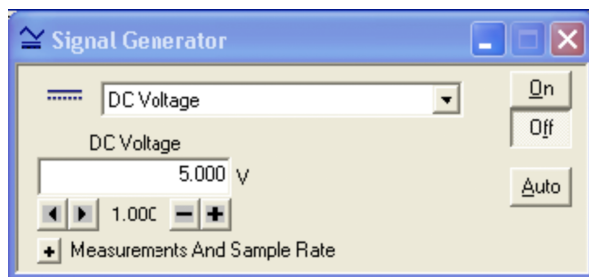 Signal Generator
DC Voltage
On
Off
DC Voltage
5.000 V
Auto
1.000
Measurements And Sample Rate